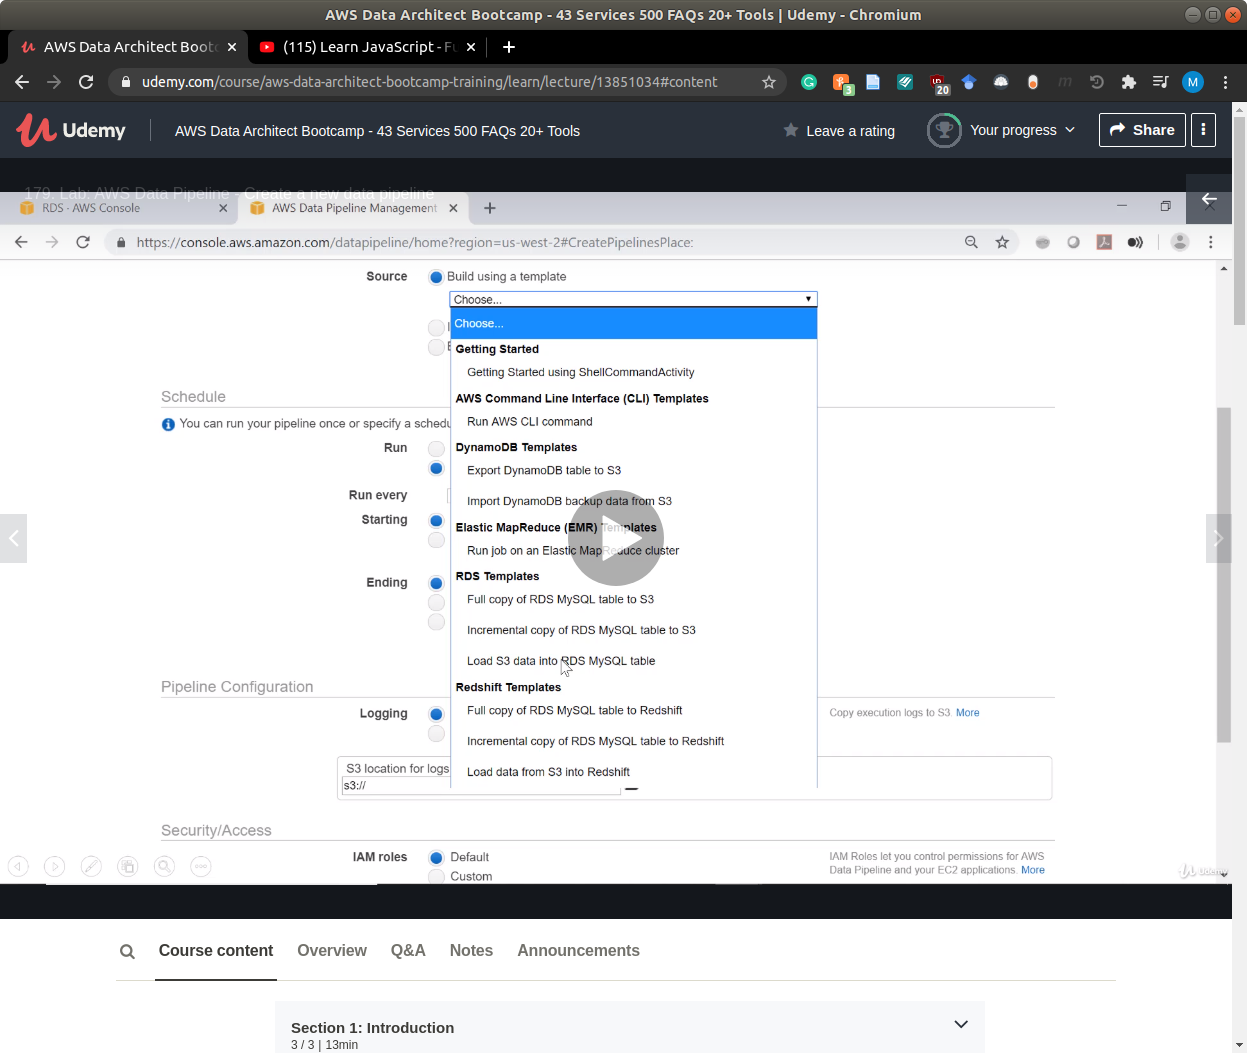 AWS Data Architect Bootcamp - 43 Services 500 FAQs 20+ Tools | Udemy - Chromium
AWS Data Architect Bootc
(115) Learn JavaScript - Fu
udemy.com/course/aws-data-architect-bootcamp-training/learn/lecture/13851034#content
3
20
M
Udemy
AWS Data Architect Bootcamp - 43 Services 500 FAQs 20+ Tools
Leave a rating
Your progress
Share
179. Lab: AWS Data Pipeline - Create a new data pipeline
RDS - AWS Console
AWS Data Pipeline Management
https://console.aws.amazon.com/datapipeline/home?region=us-west-2#CreatePipelinesPlace:
Source
Build using a template
Choose...
Choose...
Getting Started
Getting Started using ShellCommandActivity
AWS Command Line Interface (CLI) Templates
Run AWS CLI command
DynamoDB Templates
Export DynamoDB table to S3
Import DynamoDB backup data from S3
Elastic MapReduce (EMR) Templates
Run job on an Elastic MapReduce cluster
RDS Templates
Full copy of RDS MySQL table to S3
Incremental copy of RDS MySQL table to S3
Load S3 data into RDS MySQL table
Redshift Templates
Full copy of RDS MySQL table to Redshift
Incremental copy of RDS MySQL table to Redshift
Load data from S3 into Redshift
Schedule
You can run your pipeline once or specify a schedu
Run
Run every
Starting
Ending
Pipeline Configuration
Logging
Copy execution logs to S3. More
S3 location for logs
s3://
Security/Access
IAM roles
Default
Custom
IAM Roles let you control permissions for AWS
Data Pipeline and your EC2 applications. More
Udemy
Course content
Overview
Q&A
Notes
Announcements
Section 1: Introduction
3 / 3 | 13min